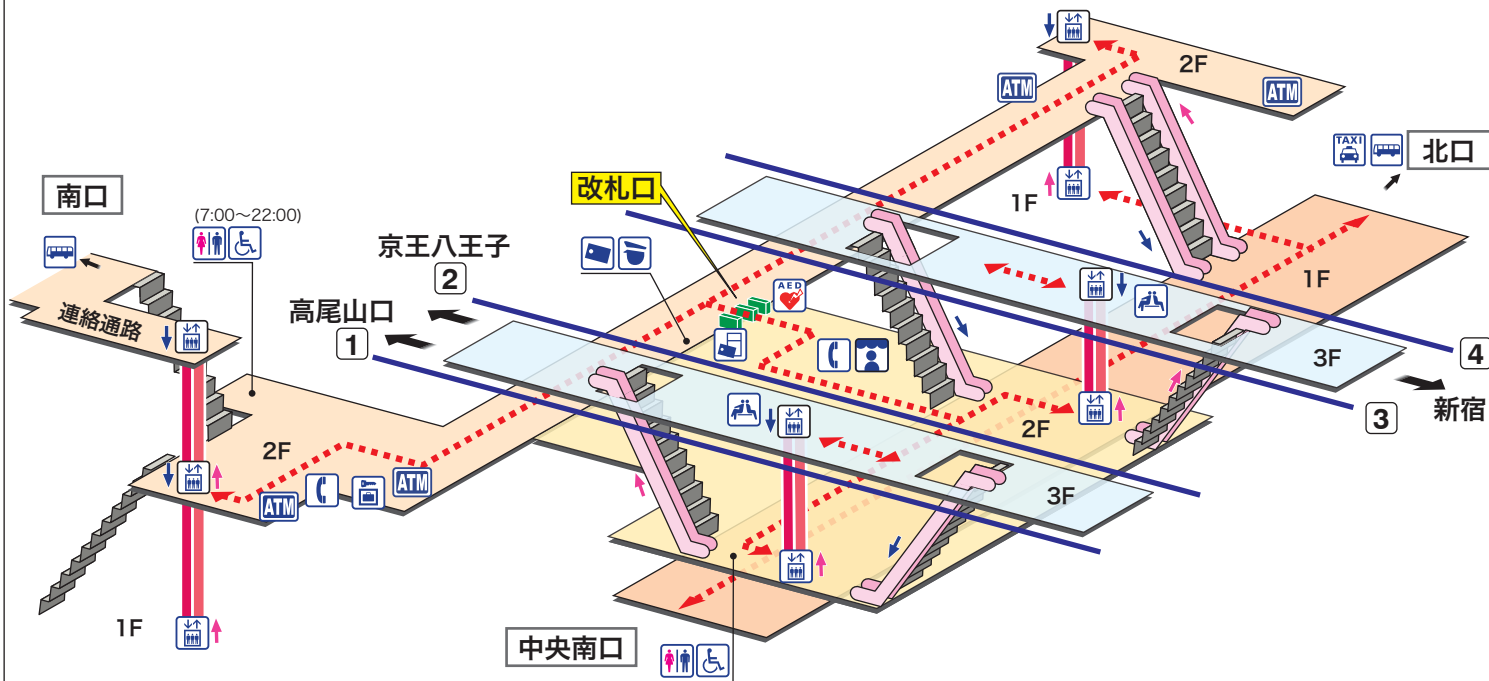 2F
ATM
ATM
TAXI
北口
1F
改札口
南口
(7:00～22:00)
京王八王子
2
高尾山口
1
連絡通路
AED
1F
3F
4
新宿
3
2F
3F
2F
ATM
ATM
1F
中央南口